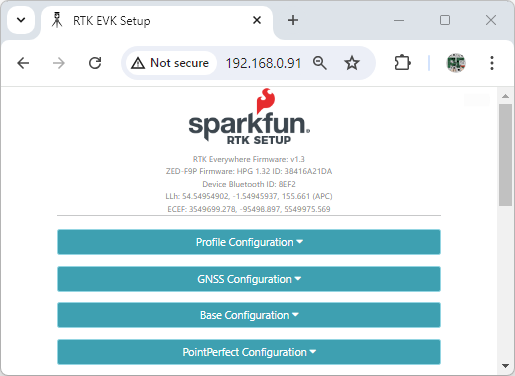 RTK EVK Setup
Not secure
192.168.0.91
sparkfun.
RTK SETUP
RTK Everywhere Firmware: v1.3
ZED-F9P Firmware: HPG 1.32 ID: 38416A21DA
Device Bluetooth ID: 8EF2
LLh: 54.54954902, -1.54945937, 155.661 (APC)
ECEF: 3549699.278, -95498.897, 5549975.569
Profile Configuration
GNSS Configuration
Base Configuration
PointPerfect Configuration